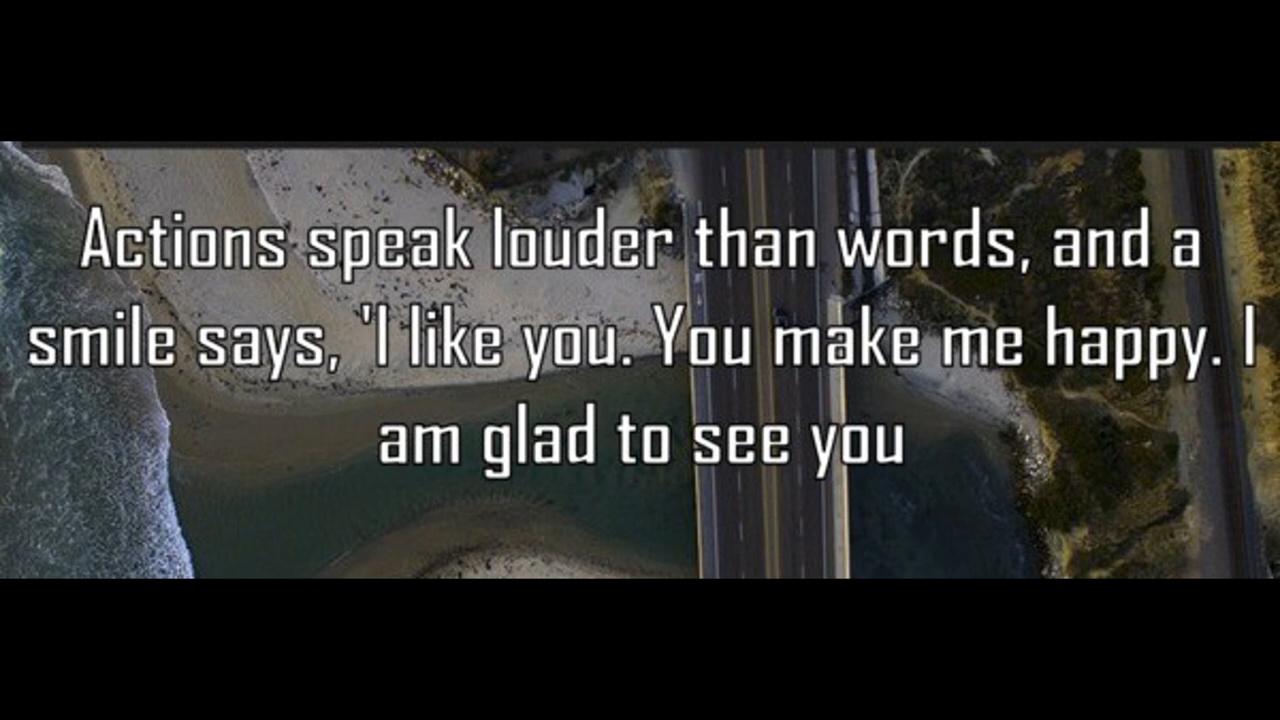 Actions speak louder than words, and a
smile says, 'I like you. You make me happy. I
am glad to see you